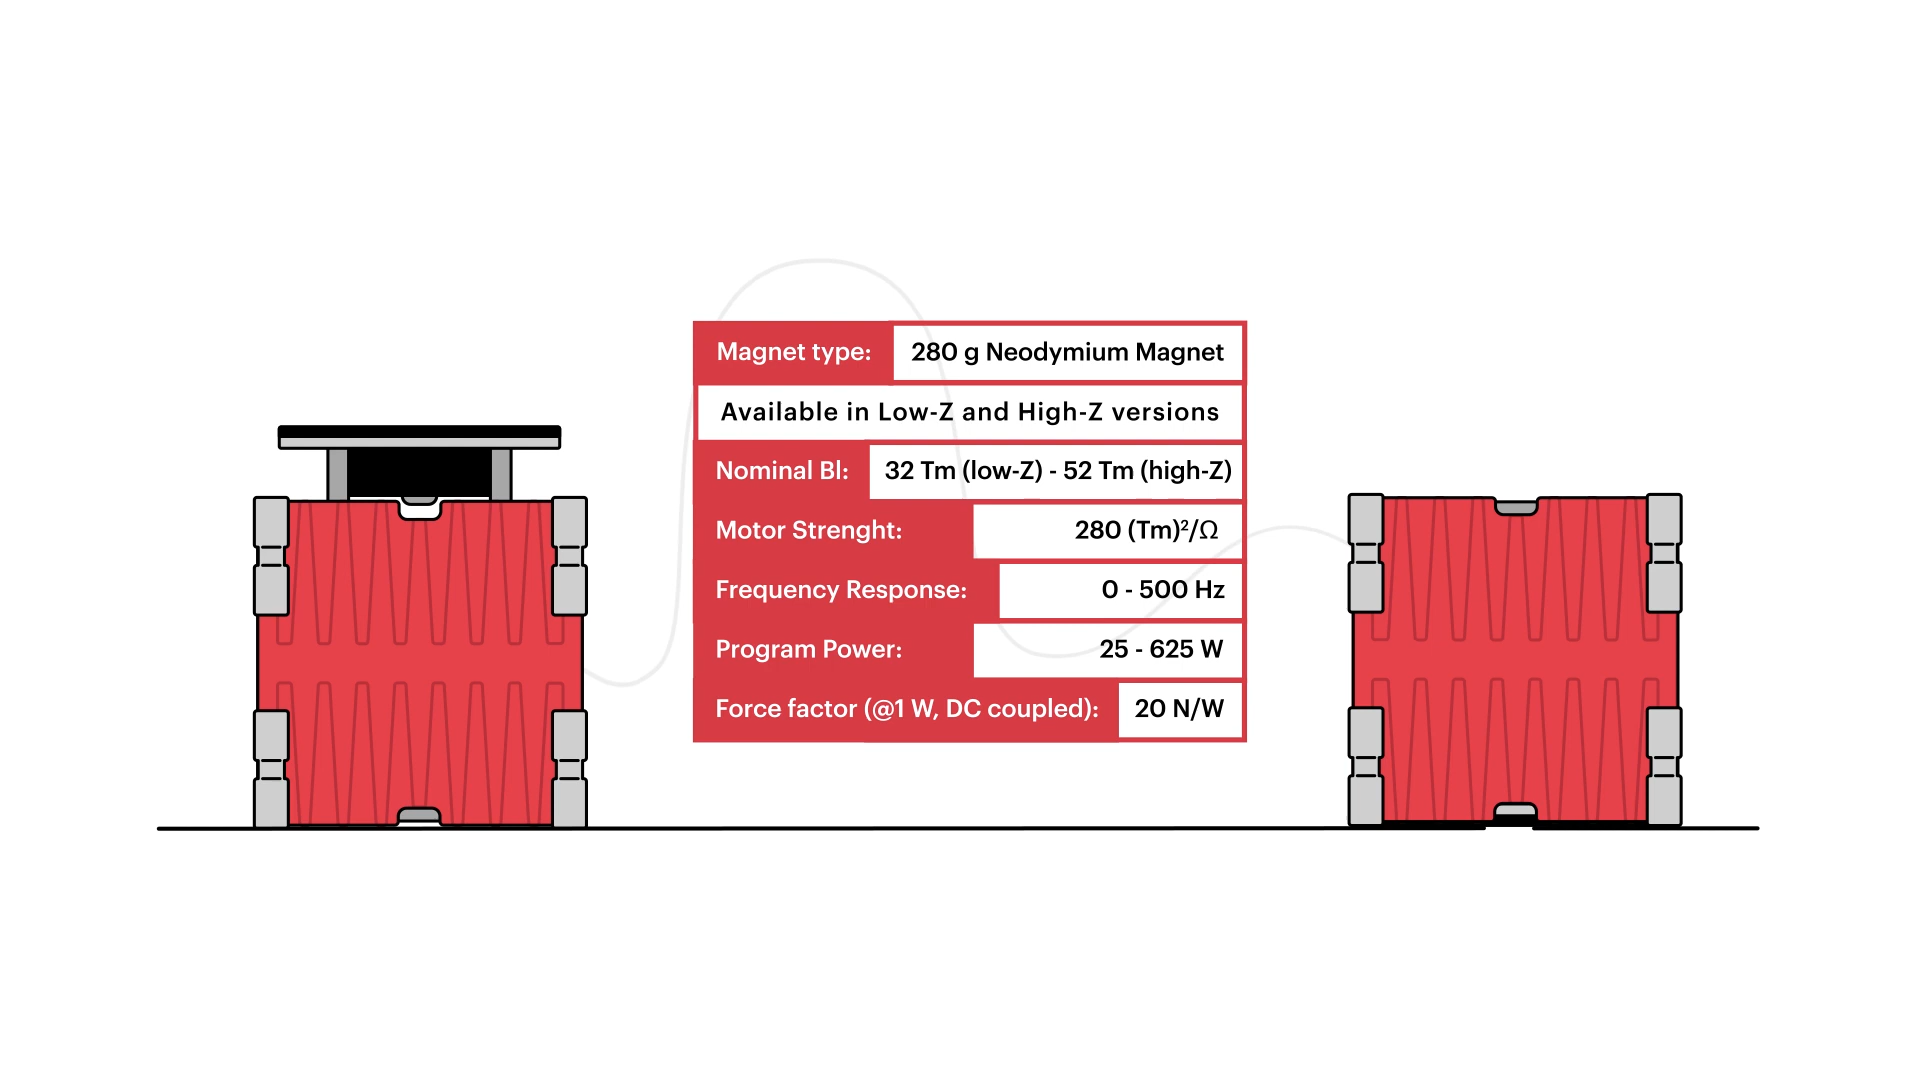 Magnet type: 280 g Neodymium Magnet
Available in Low-Z and High-Z versions
Nominal Bl: 32 Tm (low-Z) - 52 Tm (high-Z)
Motor Strenght: 280 (Tm)²/Ω
Frequency Response: 0 - 500 Hz
Program Power: 25 - 625 W
Force factor (@1 W, DC coupled): 20 N/W